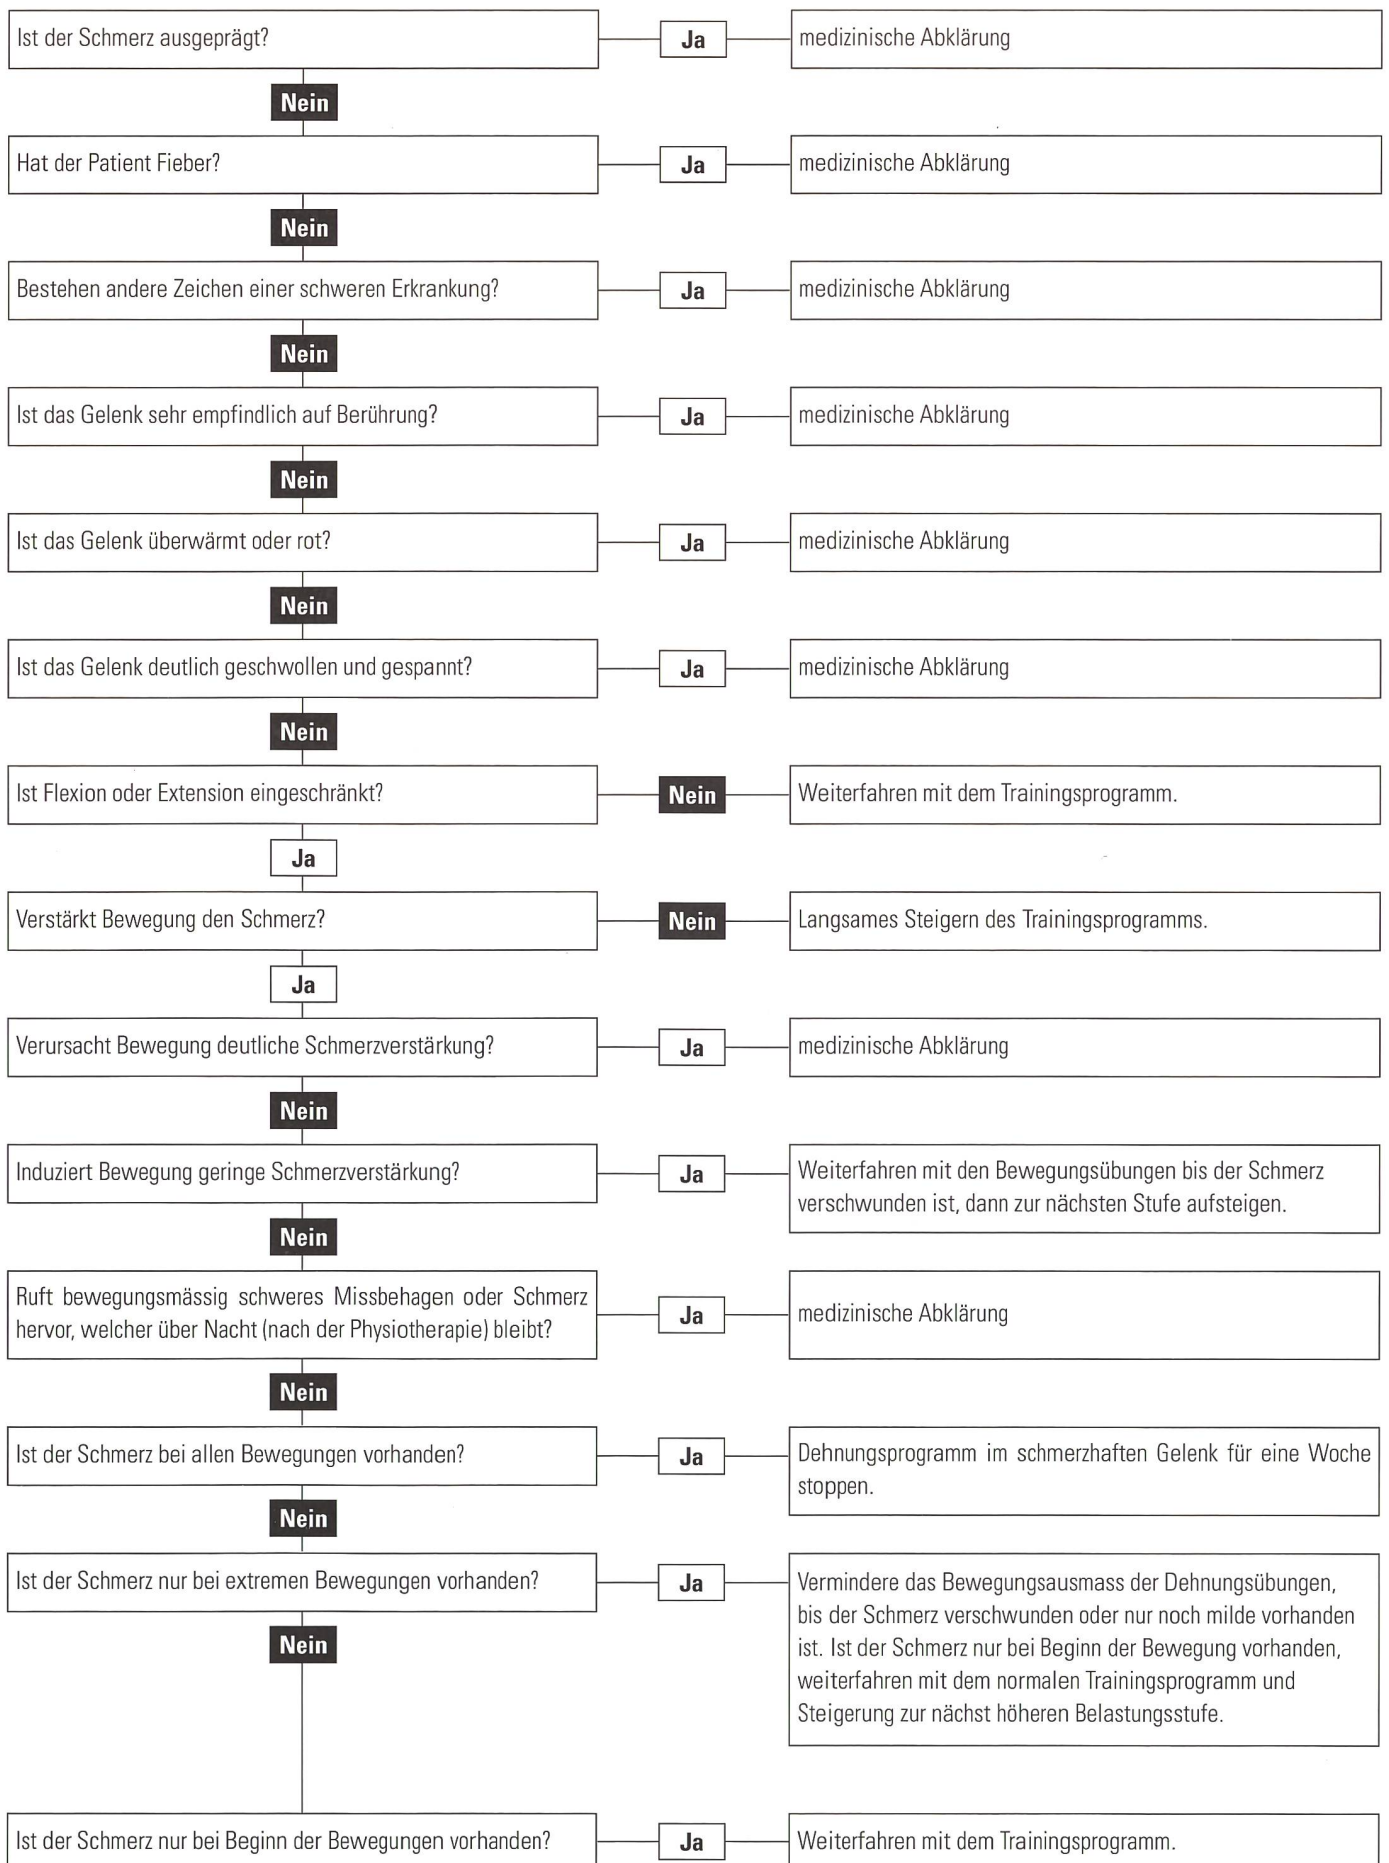 Ist der Schmerz ausgeprägt?
Ja
medizinische Abklärung
Nein
Hat der Patient Fieber?
Ja
medizinische Abklärung
Nein
Bestehen andere Zeichen einer schweren Erkrankung?
Ja
medizinische Abklärung
Nein
Ist das Gelenk sehr empfindlich auf Berührung?
Ja
medizinische Abklärung
Nein
Ist das Gelenk überwärmt oder rot?
Ja
medizinische Abklärung
Nein
Ist das Gelenk deutlich geschwollen und gespannt?
Ja
medizinische Abklärung
Nein
Ist Flexion oder Extension eingeschränkt?
Nein
Weiterfahren mit dem Trainingsprogramm.
Ja
Verstärkt Bewegung den Schmerz?
Nein
Langsames Steigern des Trainingsprogramms.
Ja
Verursacht Bewegung deutliche Schmerzverstärkung?
Ja
medizinische Abklärung
Nein
Induziert Bewegung geringe Schmerzverstärkung?
Ja
Weiterfahren mit den Bewegungsübungen bis der Schmerz
verschwunden ist, dann zur nächsten Stufe aufsteigen.
Nein
Ruft bewegungsmässig schweres Missbehagen oder Schmerz
hervor, welcher über Nacht (nach der Physiotherapie) bleibt?
Ja
medizinische Abklärung
Nein
Ist der Schmerz bei allen Bewegungen vorhanden?
Ja
Dehnungsprogramm im schmerzhaften Gelenk für eine Woche
stoppen.
Nein
Ist der Schmerz nur bei extremen Bewegungen vorhanden?
Ja
Vermindere das Bewegungsausmass der Dehnungsübungen,
bis der Schmerz verschwunden oder nur noch milde vorhanden
ist. Ist der Schmerz nur bei Beginn der Bewegung vorhanden,
weiterfahren mit dem normalen Trainingsprogramm und
Steigerung zur nächst höheren Belastungsstufe.
Nein
Ist der Schmerz nur bei Beginn der Bewegungen vorhanden?
Ja
Weiterfahren mit dem Trainingsprogramm.